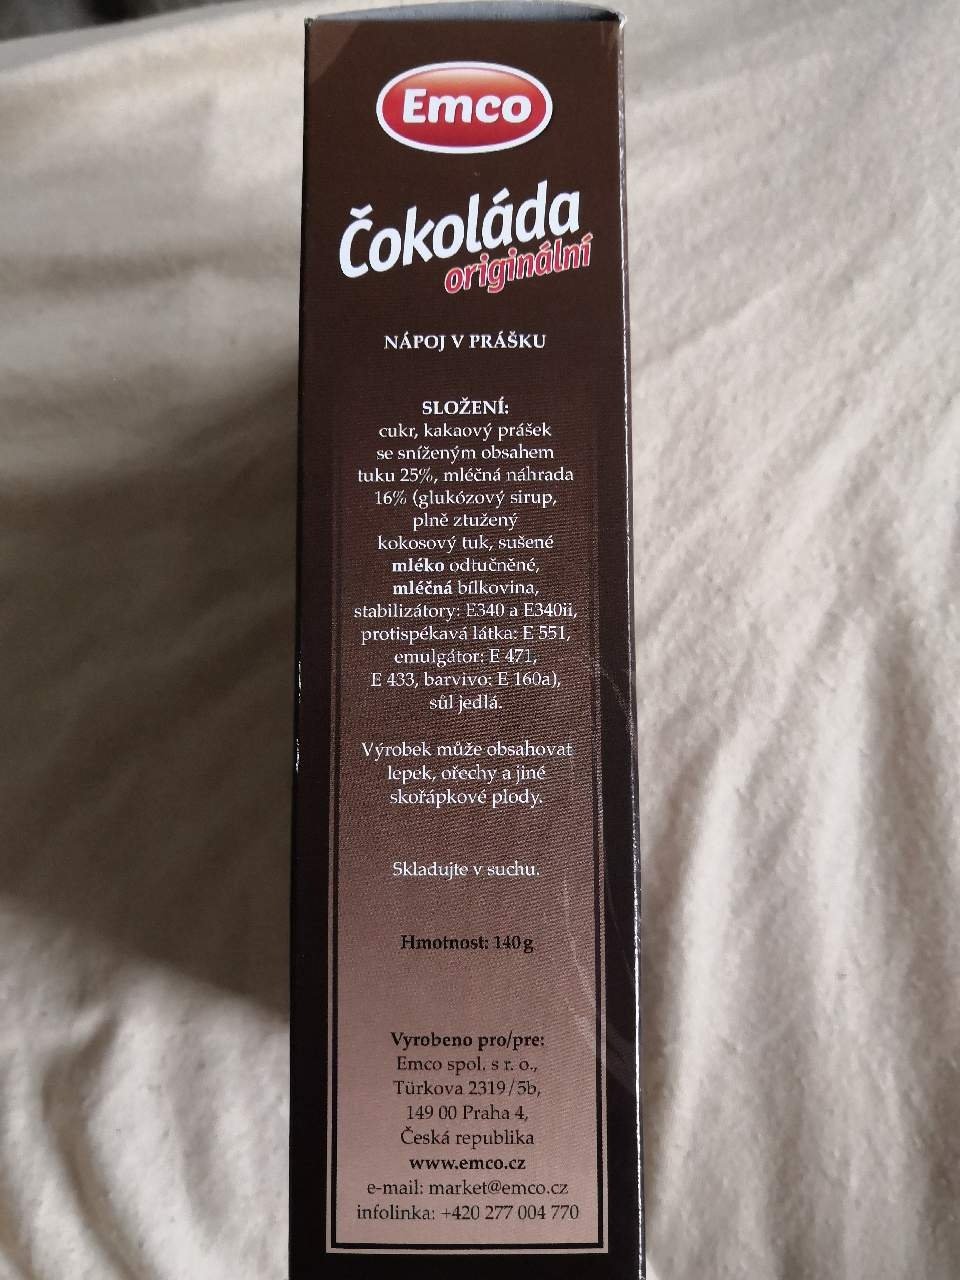 Emco
Čokoláda
originální
NÁPOJ V PRÁŠKU
SLOŽENÍ:
cukr, kakaový prášek
se sníženým obsahem
tuku 25%, mléčná náhrada
16% (glukózový sirup,
plně ztužený
kokosový tuk, sušené
mléko odtučněné,
mléčná bílkovina,
stabilizátory: E340 a E340ii,
protispékavá látka: E 551,
emulgátor: E 471,
E 433, barvivo: E 160a),
sůl jedlá.
Výrobek může obsahovat
lepek, ořechy a jiné
skořápkové plody.
Skladujte v suchu.
Hmotnost: 140 g
Vyrobeno pro/pre:
Emco spol. s r. o.,
Türkova 2319/5b,
149 00 Praha 4,
Česká republika
www.emco.cz
e-mail: market@emco.cz
infolinka: +420 277 004 770